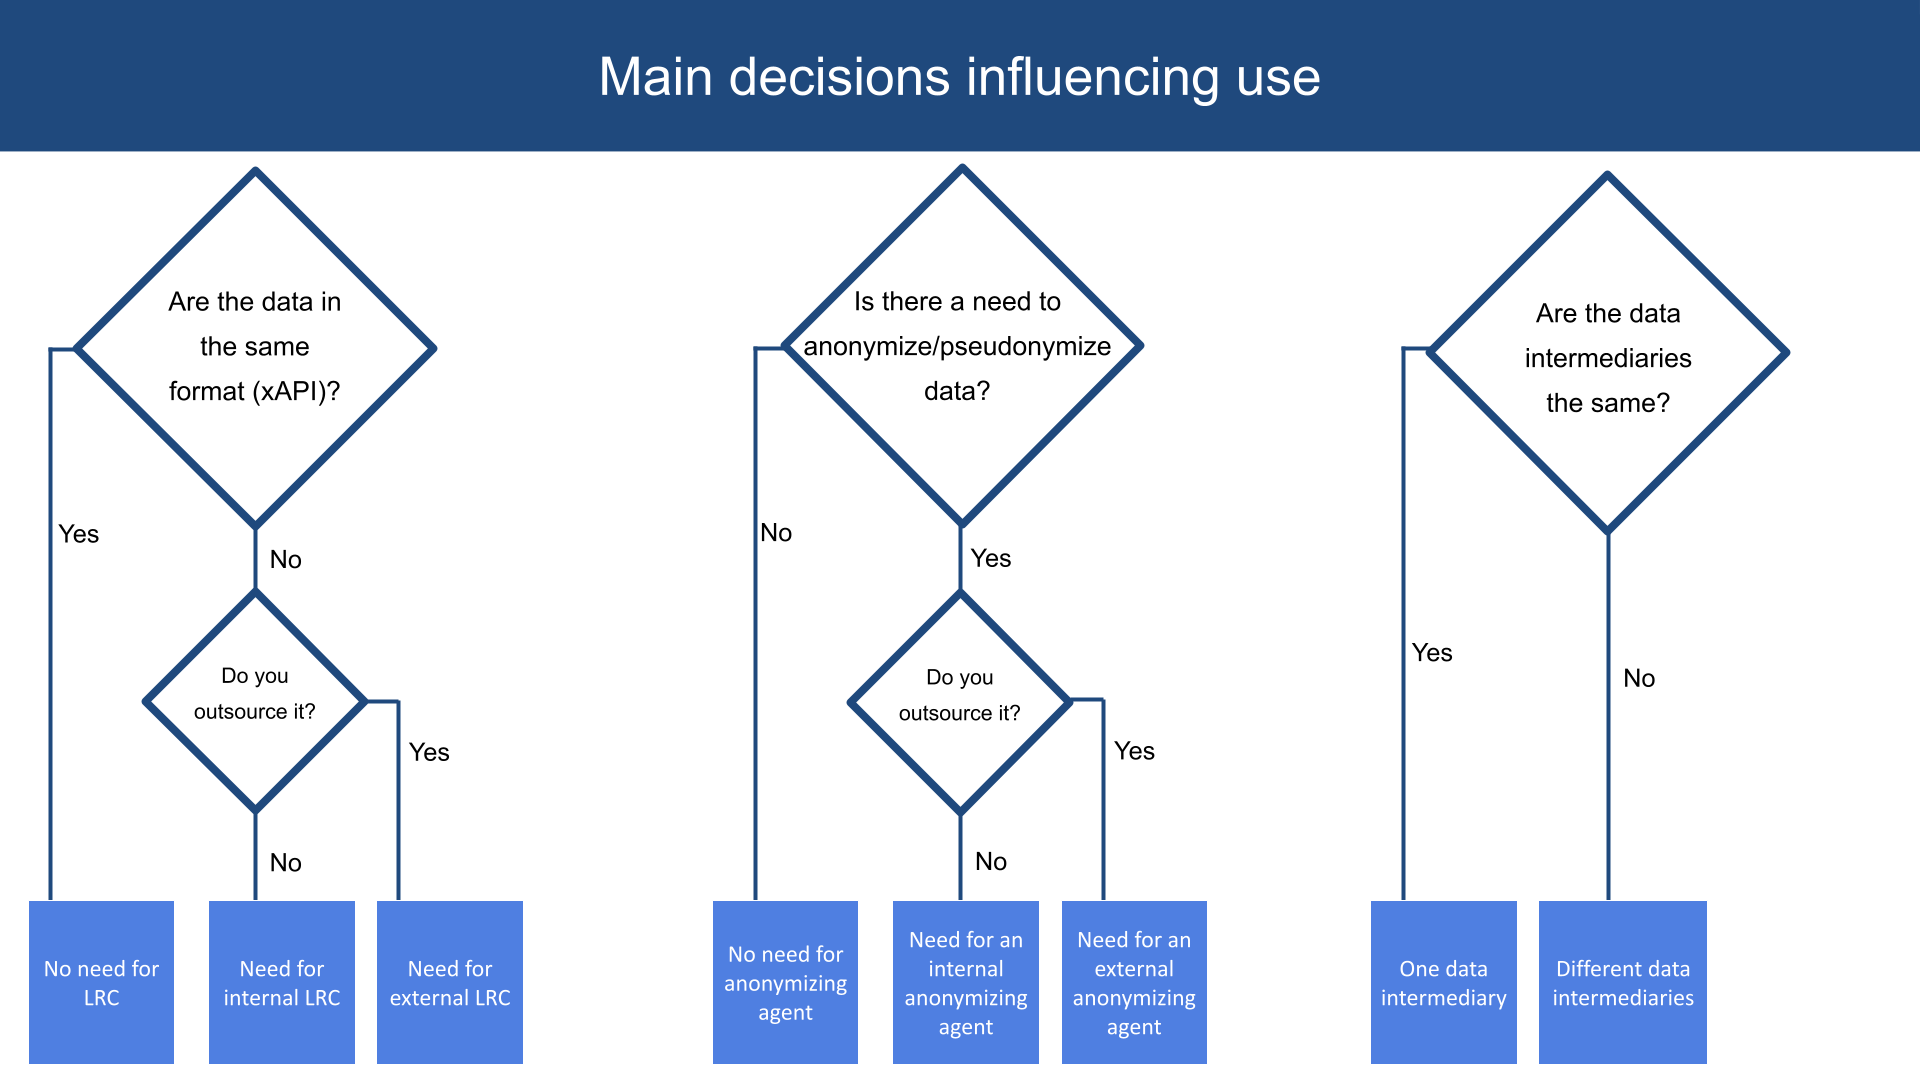 Main decisions influencing use
Are the data in
the same
format (xAPI)?
Yes
No
Do you
outsource it?
Yes
No
No need for
LRC
Need for
internal LRC
Need for
external LRC
Is there a need to
anonymize/pseudonymize
data?
No
Yes
Do you
outsource it?
Yes
No
No need for
anonymizing
agent
Need for an
internal
anonymizing
agent
Need for an
external
anonymizing
agent
Are the data
intermediaries
the same?
Yes
No
One data
intermediary
Different data
intermediaries